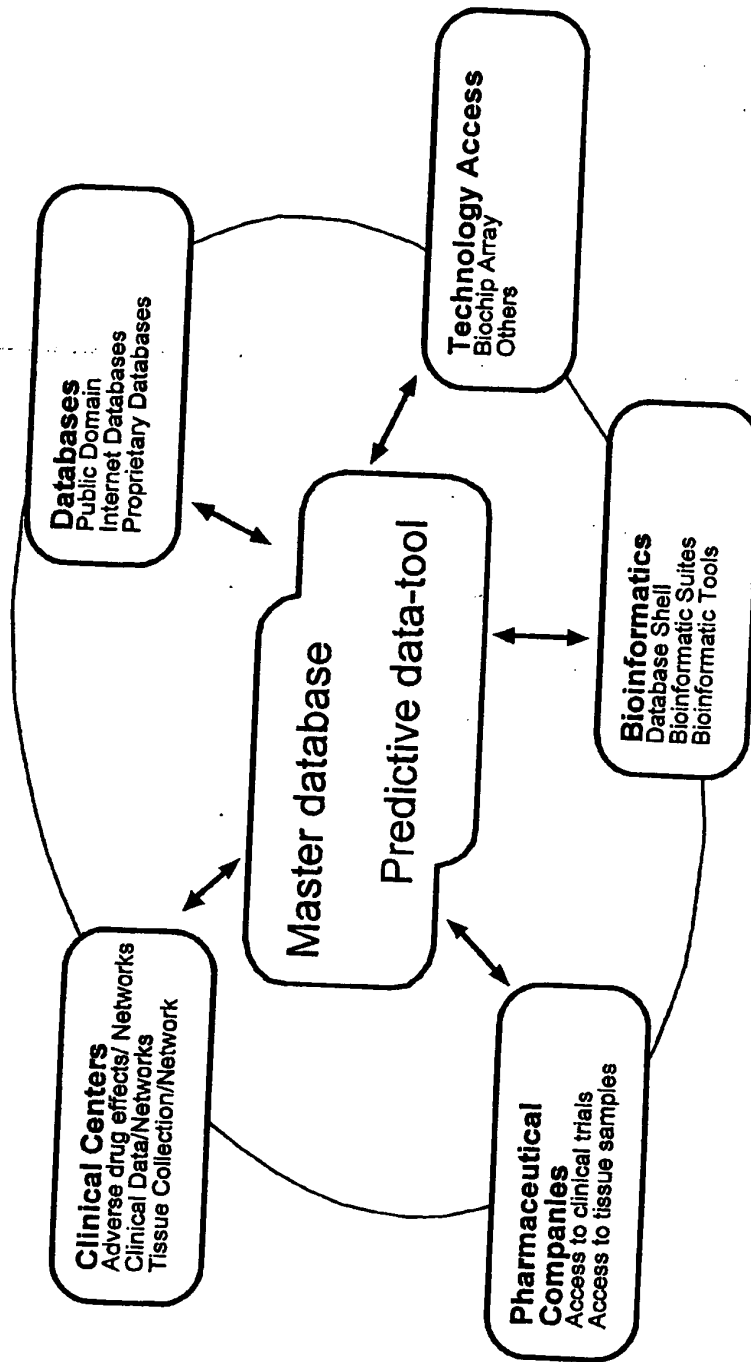 Clinical Centers
Adverse drug effects/ Networks
Clinical Data/Networks
Tissue Collection/Network
Databases
Public Domain
Internet Databases
Proprietary Databases
Master database
Predictive data-tool
Technology Access
Biochip Array
Others
Pharmaceutical
Companies
Access to clinical trials
Access to tissue samples
Bioinformatics
Database Shell
Bioinformatic Suites
Bioinformatic Tools